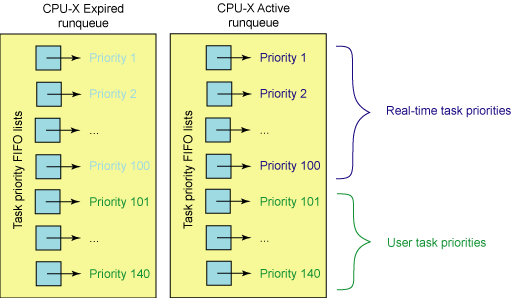 CPU-X Expired
runqueue
Task priority FIFO lists
Priority 1
Priority 2
...
Priority 100
Priority 101
...
Priority 140
CPU-X Active
runqueue
Task priority FIFO lists
Priority 1
Priority 2
...
Priority 100
Priority 101
...
Priority 140
Real-time task priorities
User task priorities